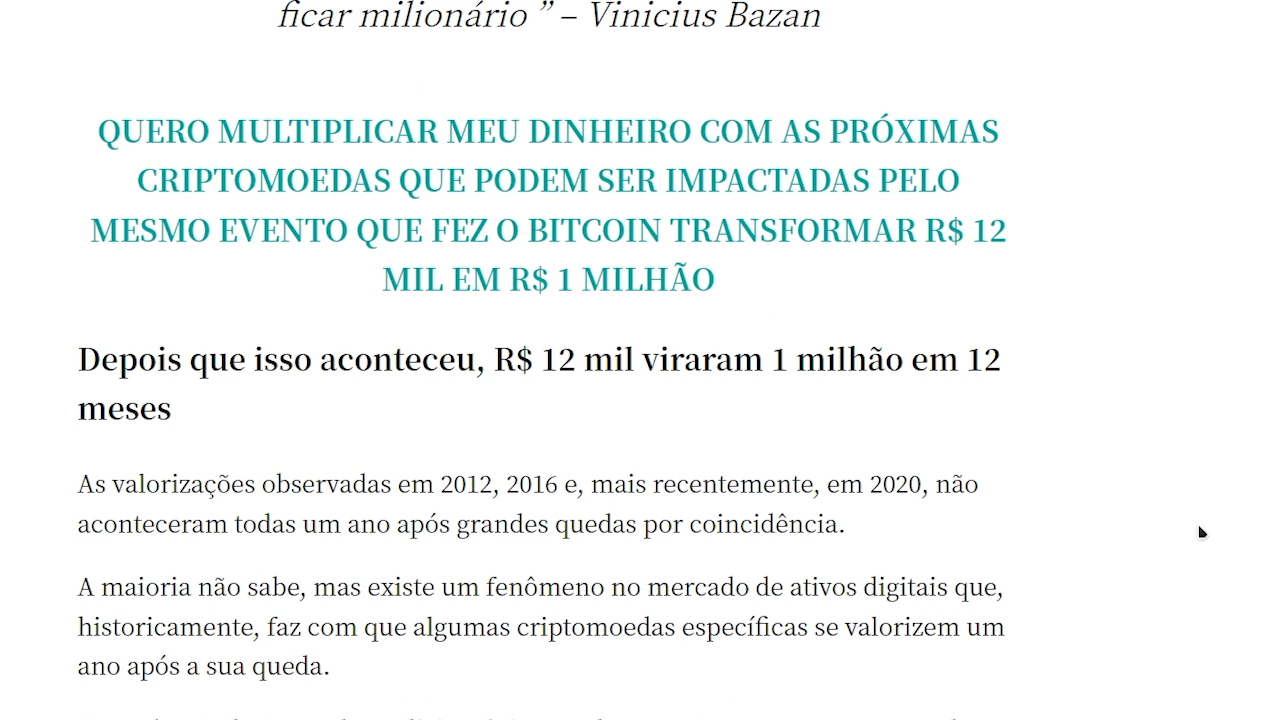 ficar milionário ” – Vinicius Bazan
QUERO MULTIPLICAR MEU DINHEIRO COM AS PRÓXIMAS
CRIPTOMOEDAS QUE PODEM SER IMPACTADAS PELO
MESMO EVENTO QUE FEZ O BITCOIN TRANSFORMAR R$ 12
MIL EM R$ 1 MILHÃO
Depois que isso aconteceu, R$ 12 mil viraram 1 milhão em 12
meses
As valorizações observadas em 2012, 2016 e, mais recentemente, em 2020, não
aconteceram todas um ano após grandes quedas por coincidência.
A maioria não sabe, mas existe um fenômeno no mercado de ativos digitais que,
historicamente, faz com que algumas criptomoedas específicas se valorizem um
ano após a sua queda.